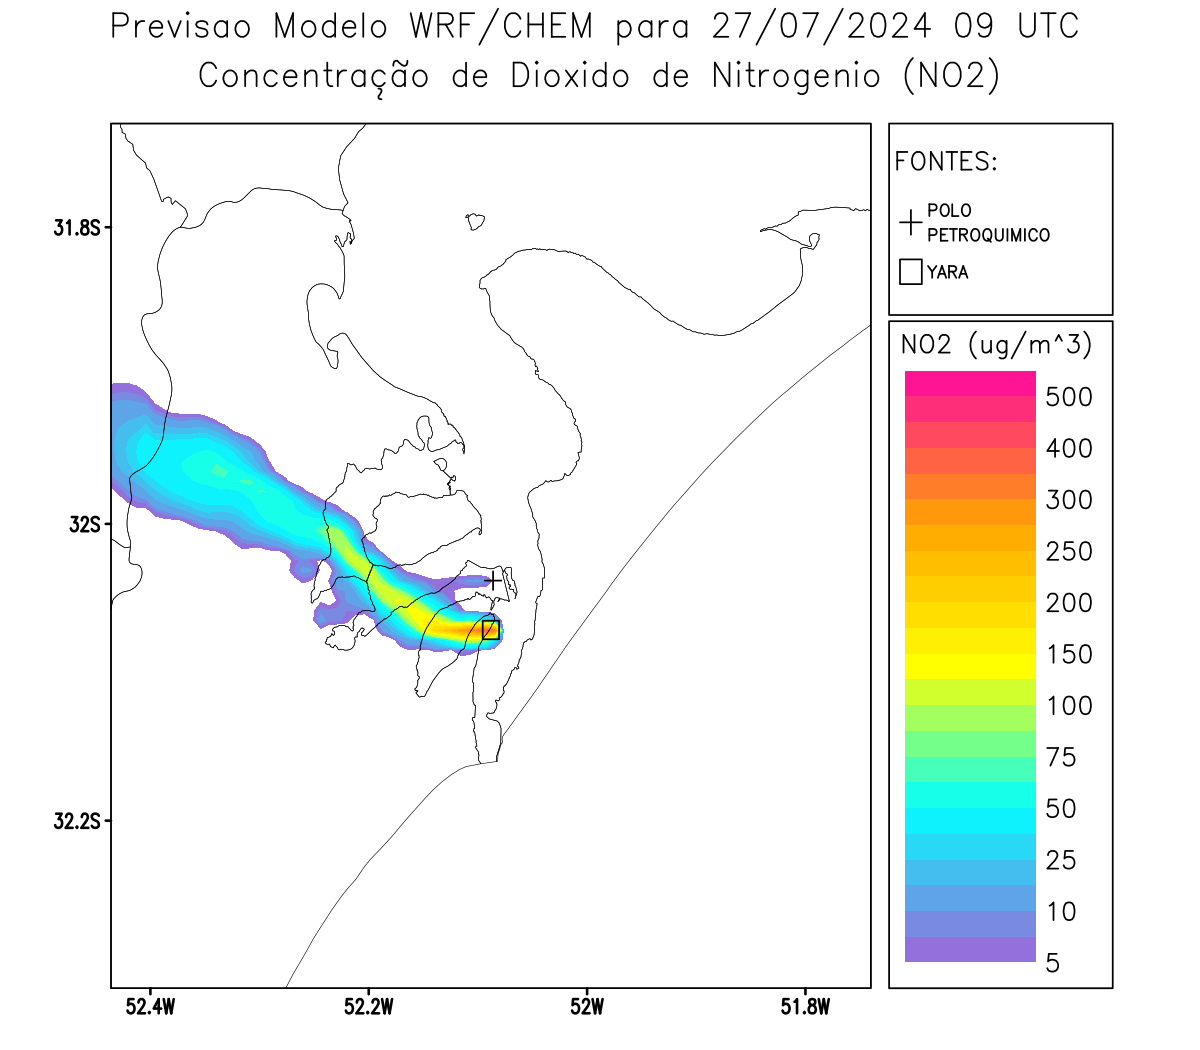 Previsao Modelo WRF/CHEM para 27/07/2024 09 UTC
Concentração de Dioxido de Nitrogenio (NO2)
FONTES:
POLO
PETROQUIMICO
YARA
NO2 (ug/m^3)
500
400
300
250
200
150
100
75
50
25
10
5
31.8S
32S
32.2S
52.4W
52.2W
52W
51.8W